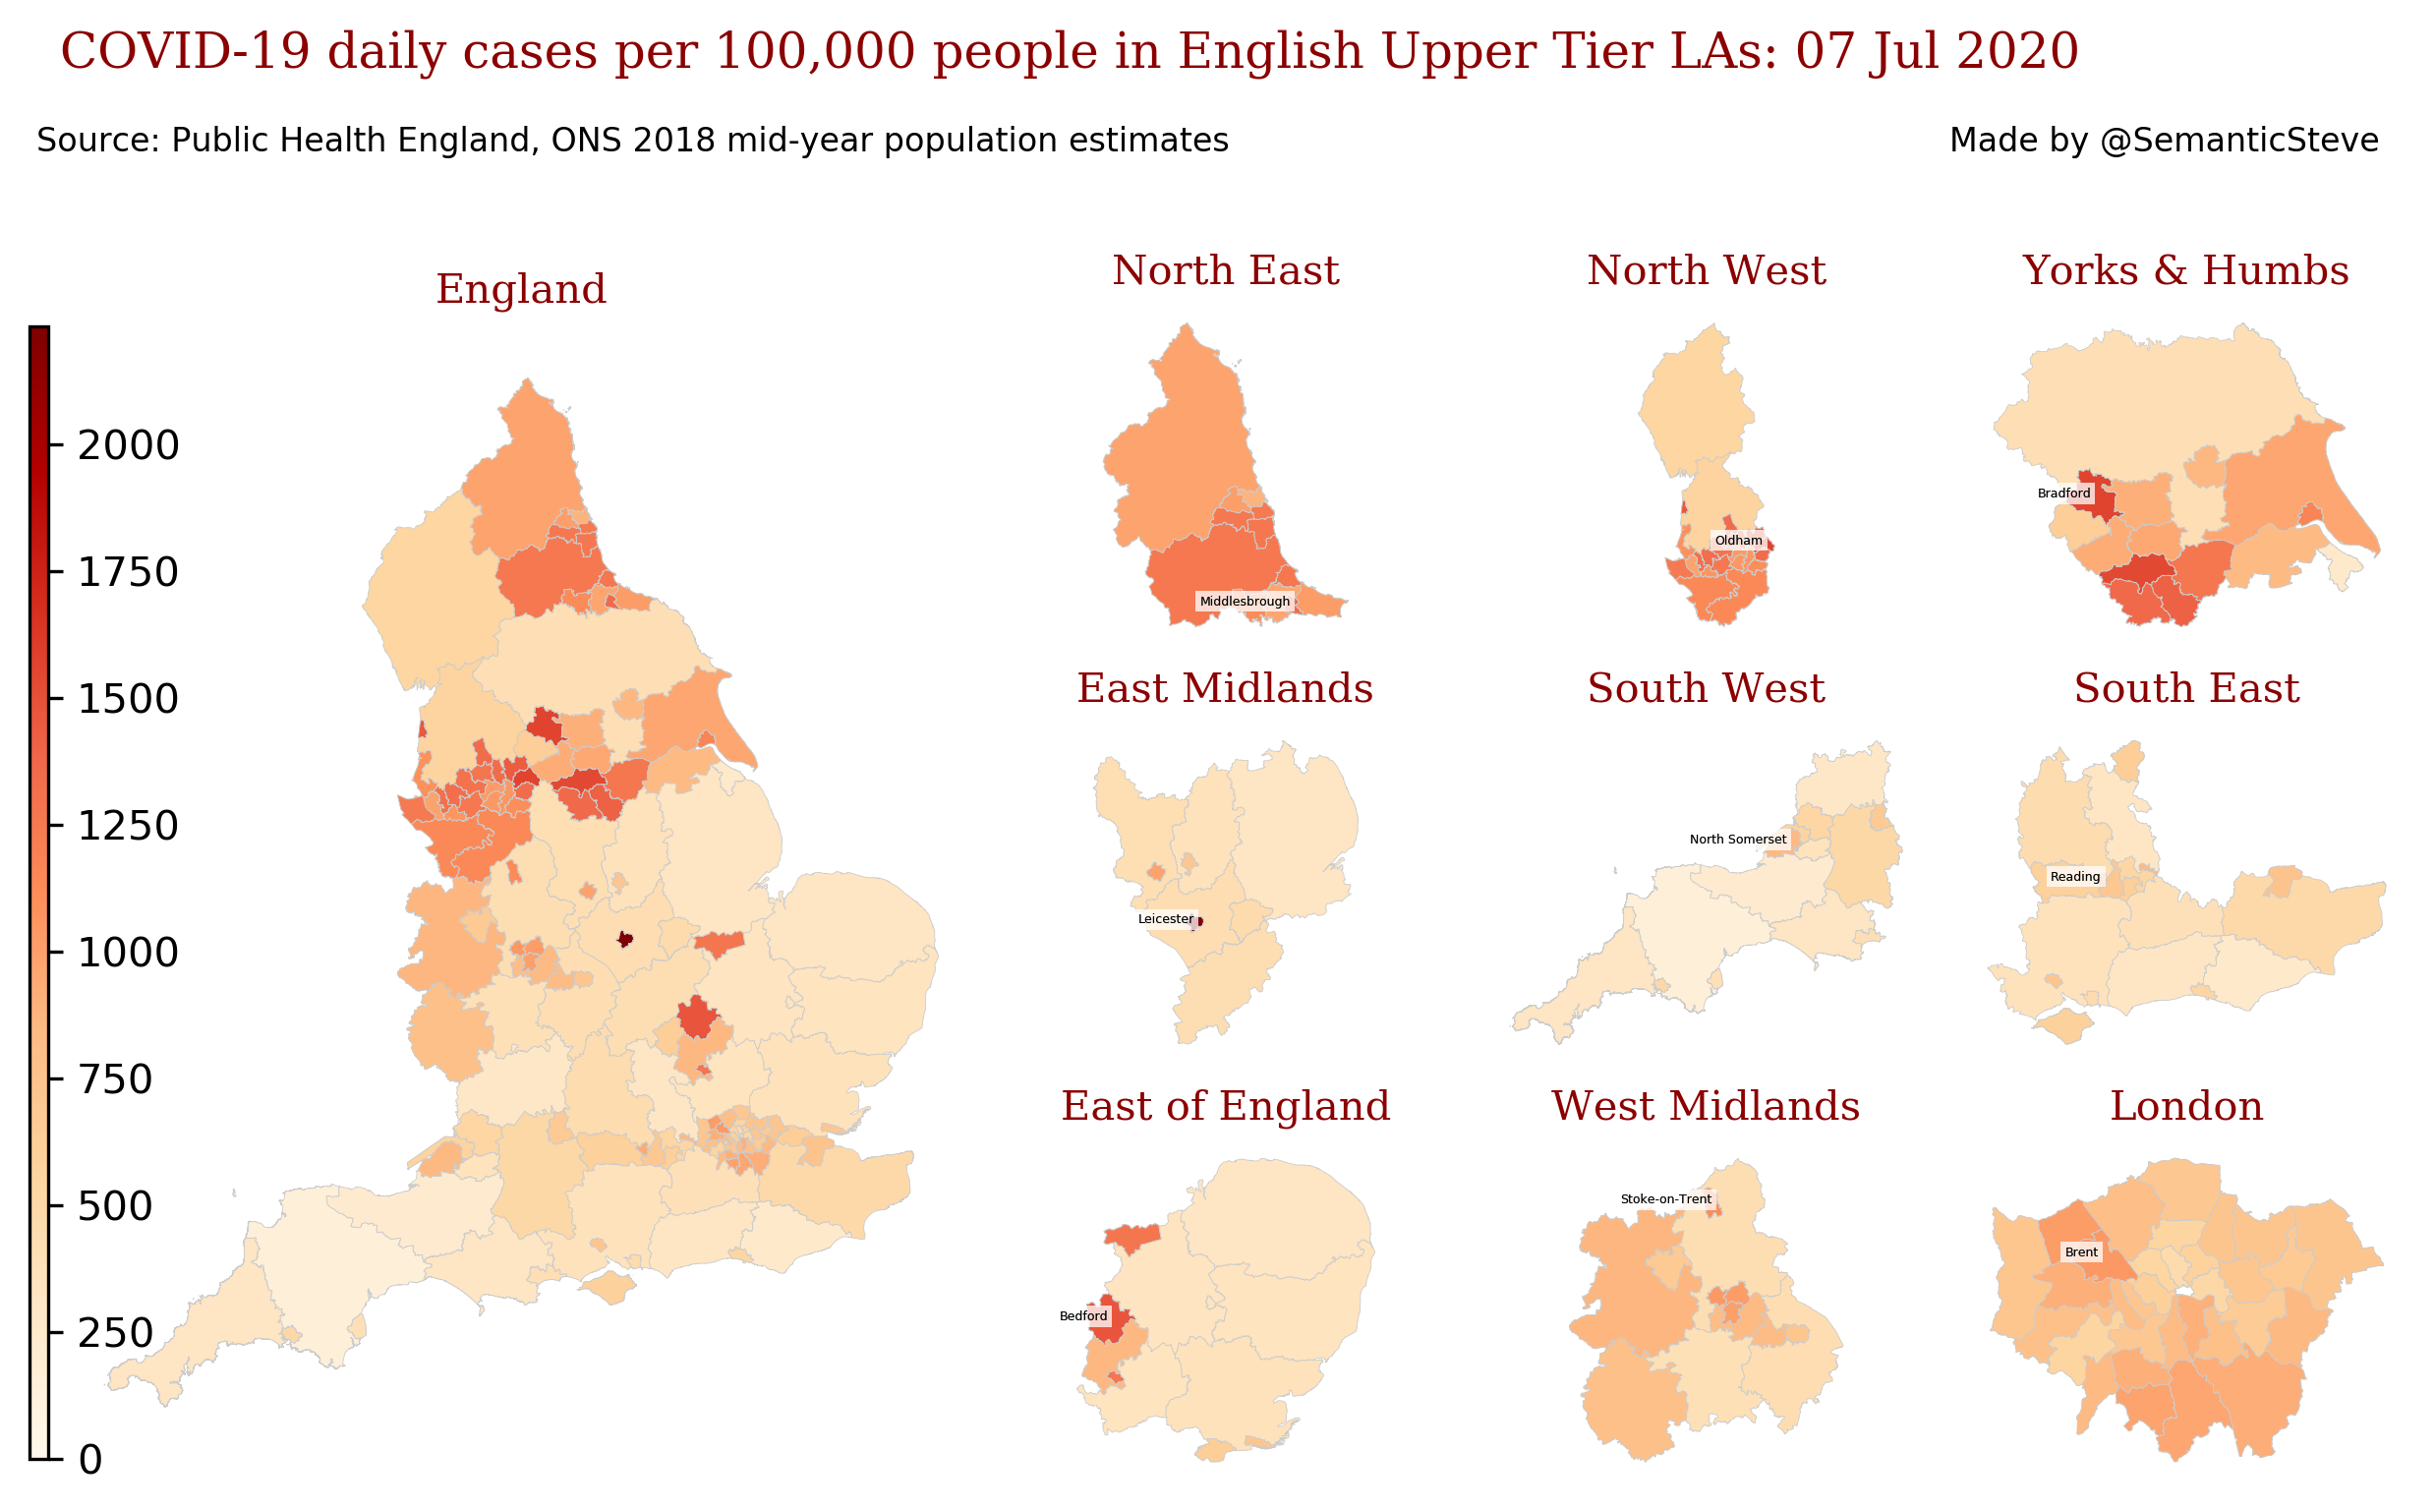 COVID-19 daily cases per 100,000 people in English Upper Tier LAs: 07 Jul 2020
Source: Public Health England, ONS 2018 mid-year population estimates
Made by @SemanticSteve
England
2000
1750
1500
1250
1000
750
500
250
0
North East
Middlesbrough
North West
Oldham
Yorks & Humbs
Bradford
East Midlands
Leicester
South West
North Somerset
South East
Reading
East of England
Bedford
West Midlands
Stoke-on-Trent
London
Brent